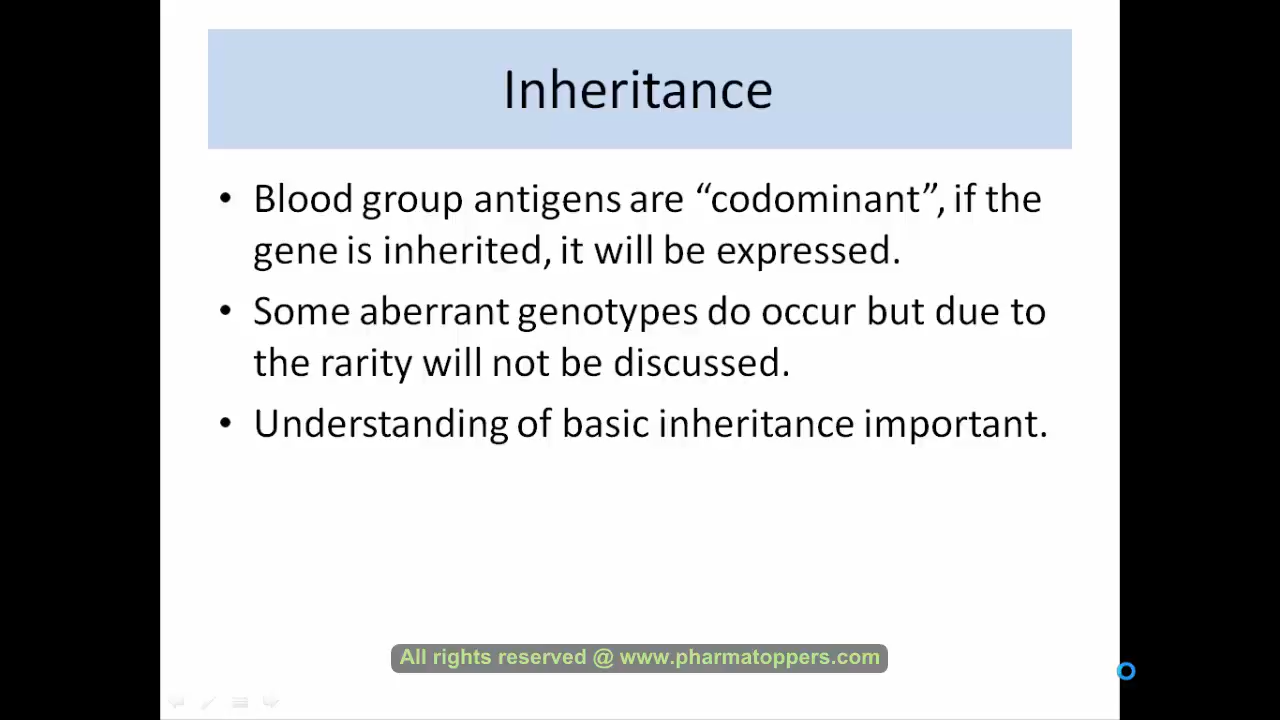 Inheritance
• Blood group antigens are “codominant”, if the
gene is inherited, it will be expressed.
• Some aberrant genotypes do occur but due to
the rarity will not be discussed.
• Understanding of basic inheritance important.
All rights reserved @ www.pharmatoppers.com